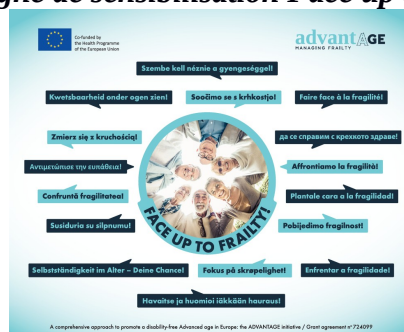 Co-funded by
the Health Programme
of the European Union
advantAGE
MANAGING FRAILTY
Szembe kell néznie a gyengeséggel!
Kwetsbaarheid onder ogen zien!
Soočimo se s krhkostjo!
Faire face à la fragilité!
Zmierz się z kruchością!
да се справим с крехкото здраве!
Αντιμετώπισε την ευπάθεια!
Affrontiamo la fragilità!
Confruntă fragilitatea!
Plantale cara a la fragilidad!
Susiduria su silpnumu!
Pobijedimo fragilnost!
FACE UP TO FRAILTY!
Selbstständigkeit im Alter – Deine Chance!
Fokus på skrøpelighet!
Enfrentar a fragilidade!
Havaitse ja huomioi iäkkään hauraus!
A comprehensive approach to promote a disability-free Advanced age in Europe: the ADVANTAGE initiative / Grant agreement nº 724099